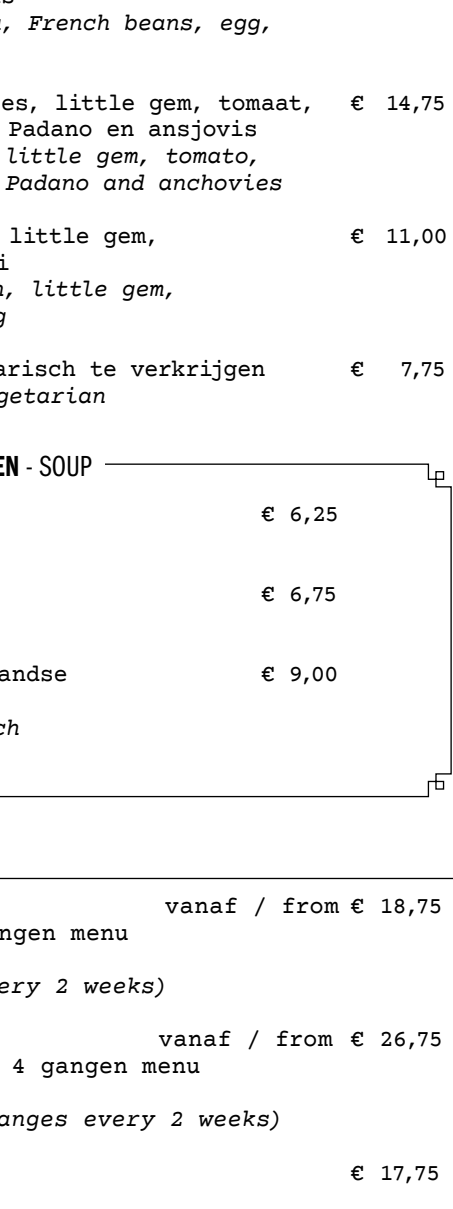 , French beans, egg,
es, little gem, tomaat, € 14,75
Padano en ansjovis
little gem, tomato,
Padano and anchovies
little gem, € 11,00
i
, little gem,
g
arisch te verkrijgen € 7,75
getarian
EN - SOUP
€ 6,25
€ 6,75
andse € 9,00
ch
vanaf / from € 18,75
ngen menu
ery 2 weeks)
vanaf / from € 26,75
4 gangen menu
anges every 2 weeks)
€ 17,75